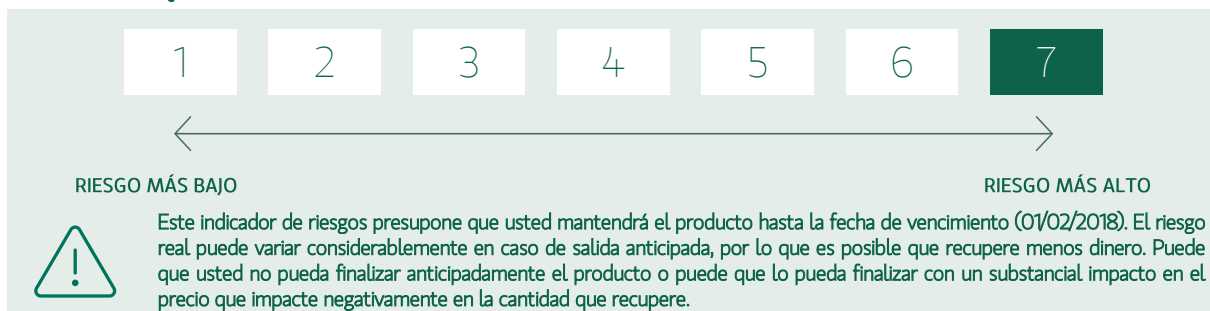 1 2 3 4 5 6 7
RIESGO MÁS BAJO RIESGO MÁS ALTO
Este indicador de riesgos presupone que usted mantendrá el producto hasta la fecha de vencimiento (01/02/2018). El riesgo
real puede variar considerablemente en caso de salida anticipada, por lo que es posible que recupere menos dinero. Puede
que usted no pueda finalizar anticipadamente el producto o puede que lo pueda finalizar con un substancial impacto en el
precio que impacte negativamente en la cantidad que recupere.